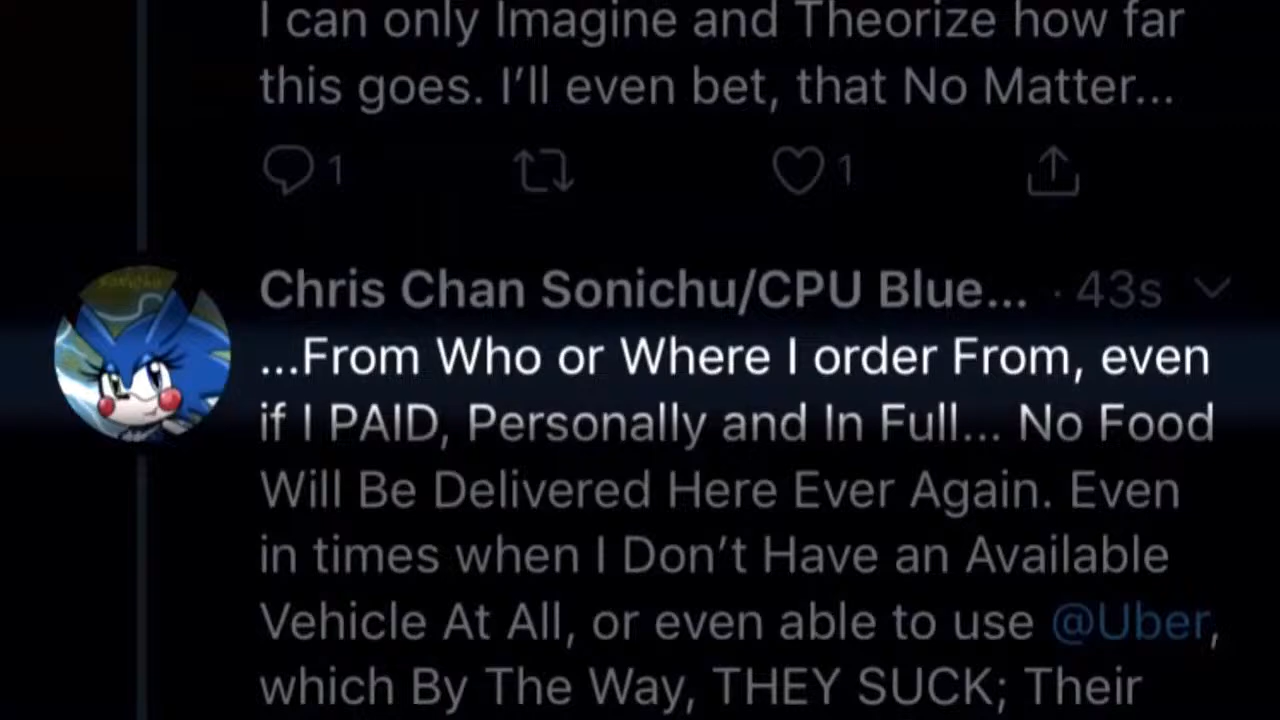 I can only Imagine and Theorize how far
this goes. I'll even bet, that No Matter...
1
1
Chris Chan Sonichu/CPU Blue... · 43s
...From Who or Where I order From, even
if I PAID, Personally and In Full... No Food
Will Be Delivered Here Ever Again. Even
in times when I Don't Have an Available
Vehicle At All, or even able to use @Uber,
which By The Way, THEY SUCK; Their